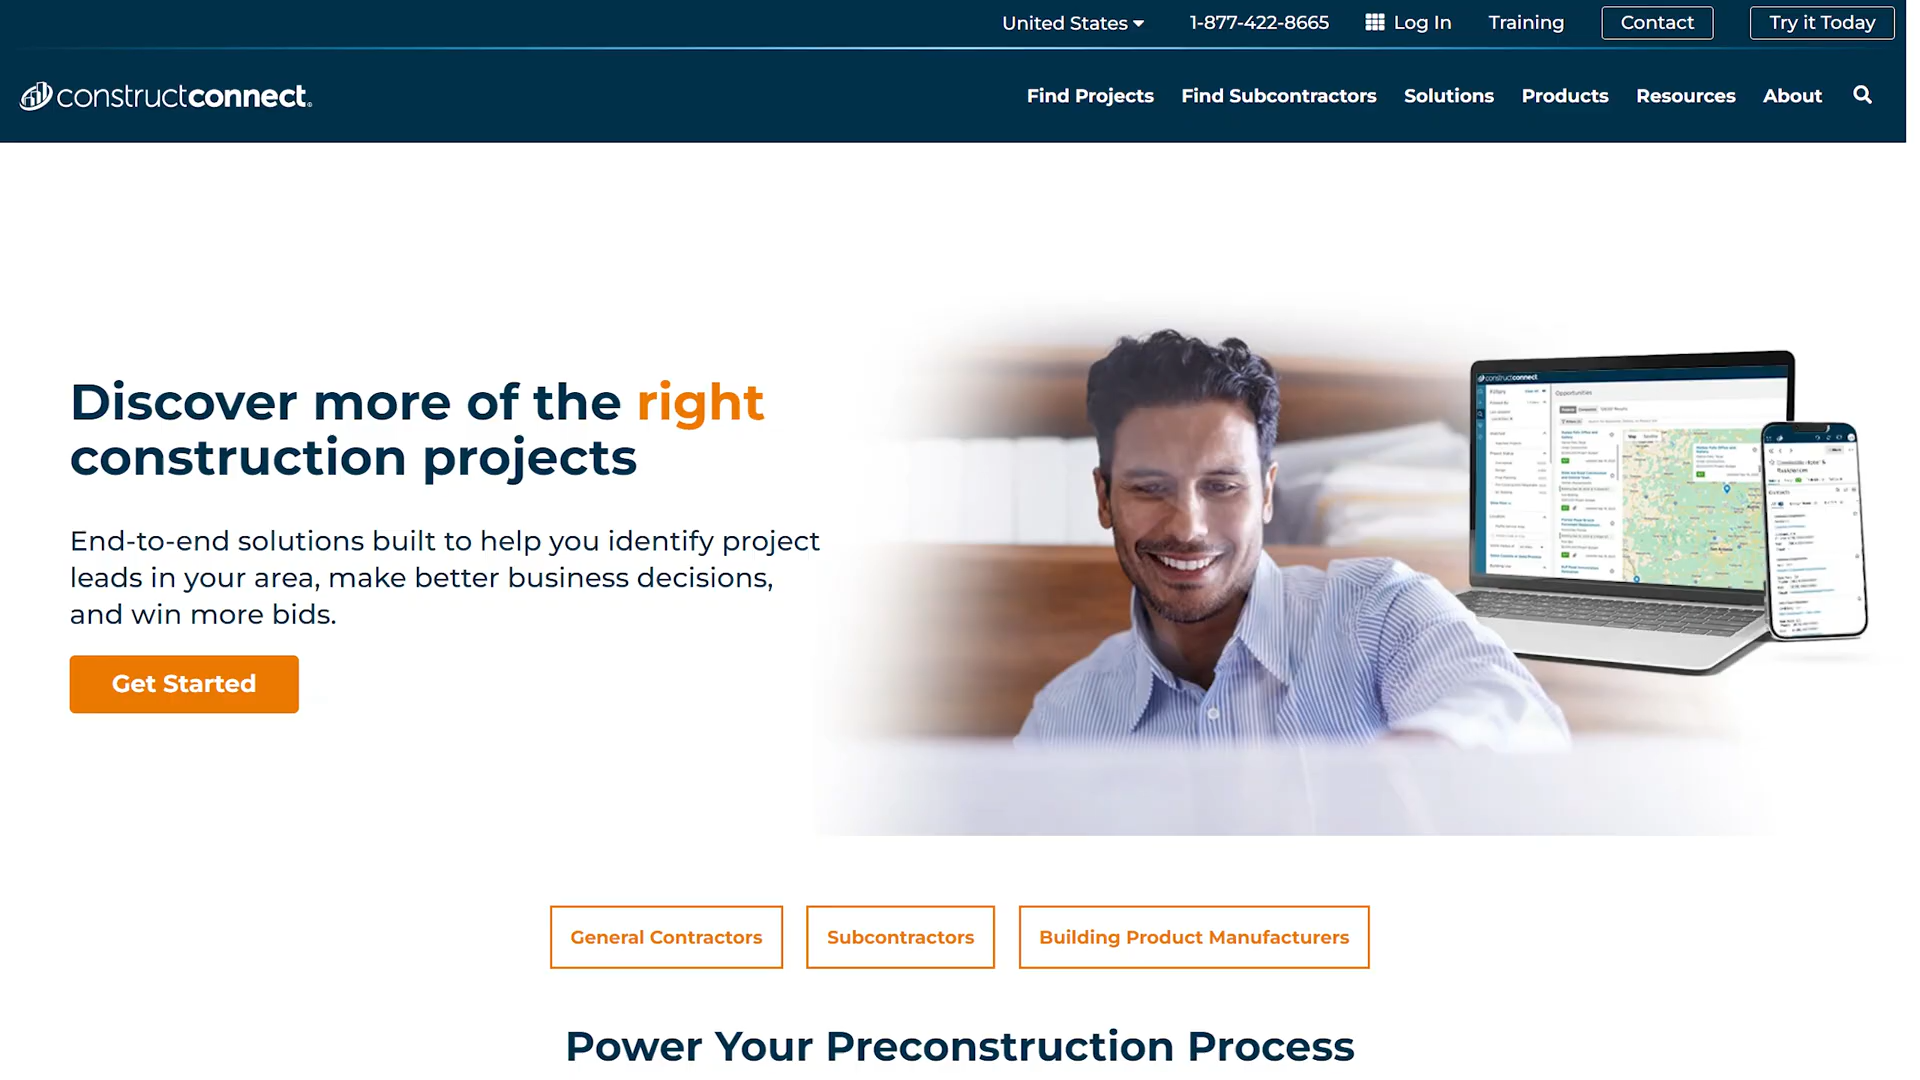 United States
1-877-422-8665
Log In
Training
Contact
Try it Today
constructconnect
Find Projects
Find Subcontractors
Solutions
Products
Resources
About
Discover more of the right
construction projects
End-to-end solutions built to help you identify project
leads in your area, make better business decisions,
and win more bids.
Get Started
constructconnect
Opportunities
General Contractors
Subcontractors
Building Product Manufacturers
Power Your Preconstruction Process